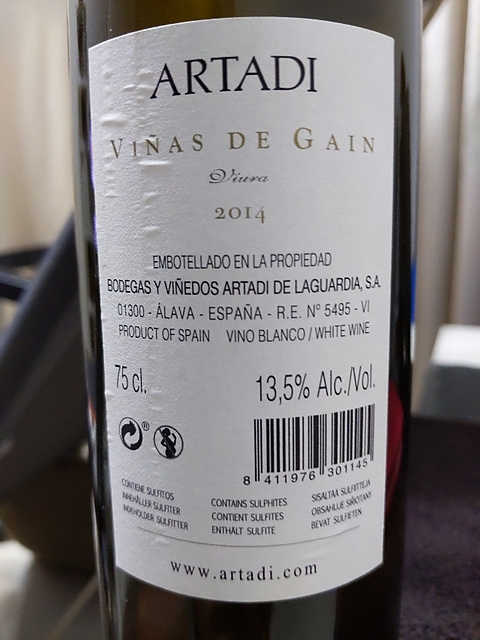 ARTADI
VIÑAS DE GAIN
Viura
2014
EMBOTELLADO EN LA PROPIEDAD
BODEGAS Y VIÑEDOS ARTADI DE LAGUARDIA, S.A.
01300 - ÁLAVA - ESPAÑA - R.E. Nº 5495 - VI
PRODUCT OF SPAIN VINO BLANCO / WHITE WINE
75 cl.
13,5% Alc./Vol.
®
8 411976 301145
CONTIENE SULFITOS
INNEHÅLLER SULFITER
INDEHOLDER SULFITTER
CONTAINS SULPHITES
CONTIENT SULFITES
ENTHÄLT SULFITE
SISÄLTÄÄ SULFIITTEJA
OBSAHUJE SIŘIČITANY
BEVAT SULFIETEN
www.artadi.com